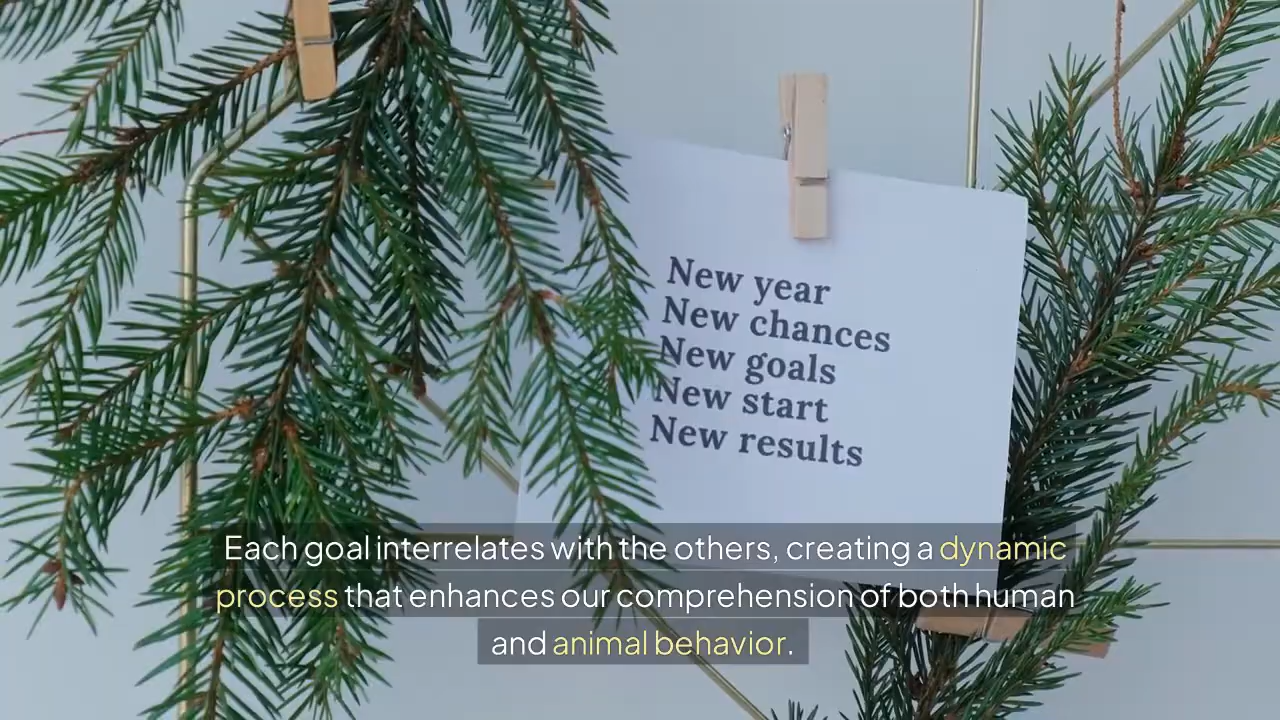 New year
New chances
New goals
New start
New results
Each goal interrelates with the others, creating a dynamic
process that enhances our comprehension of both human
and animal behavior.